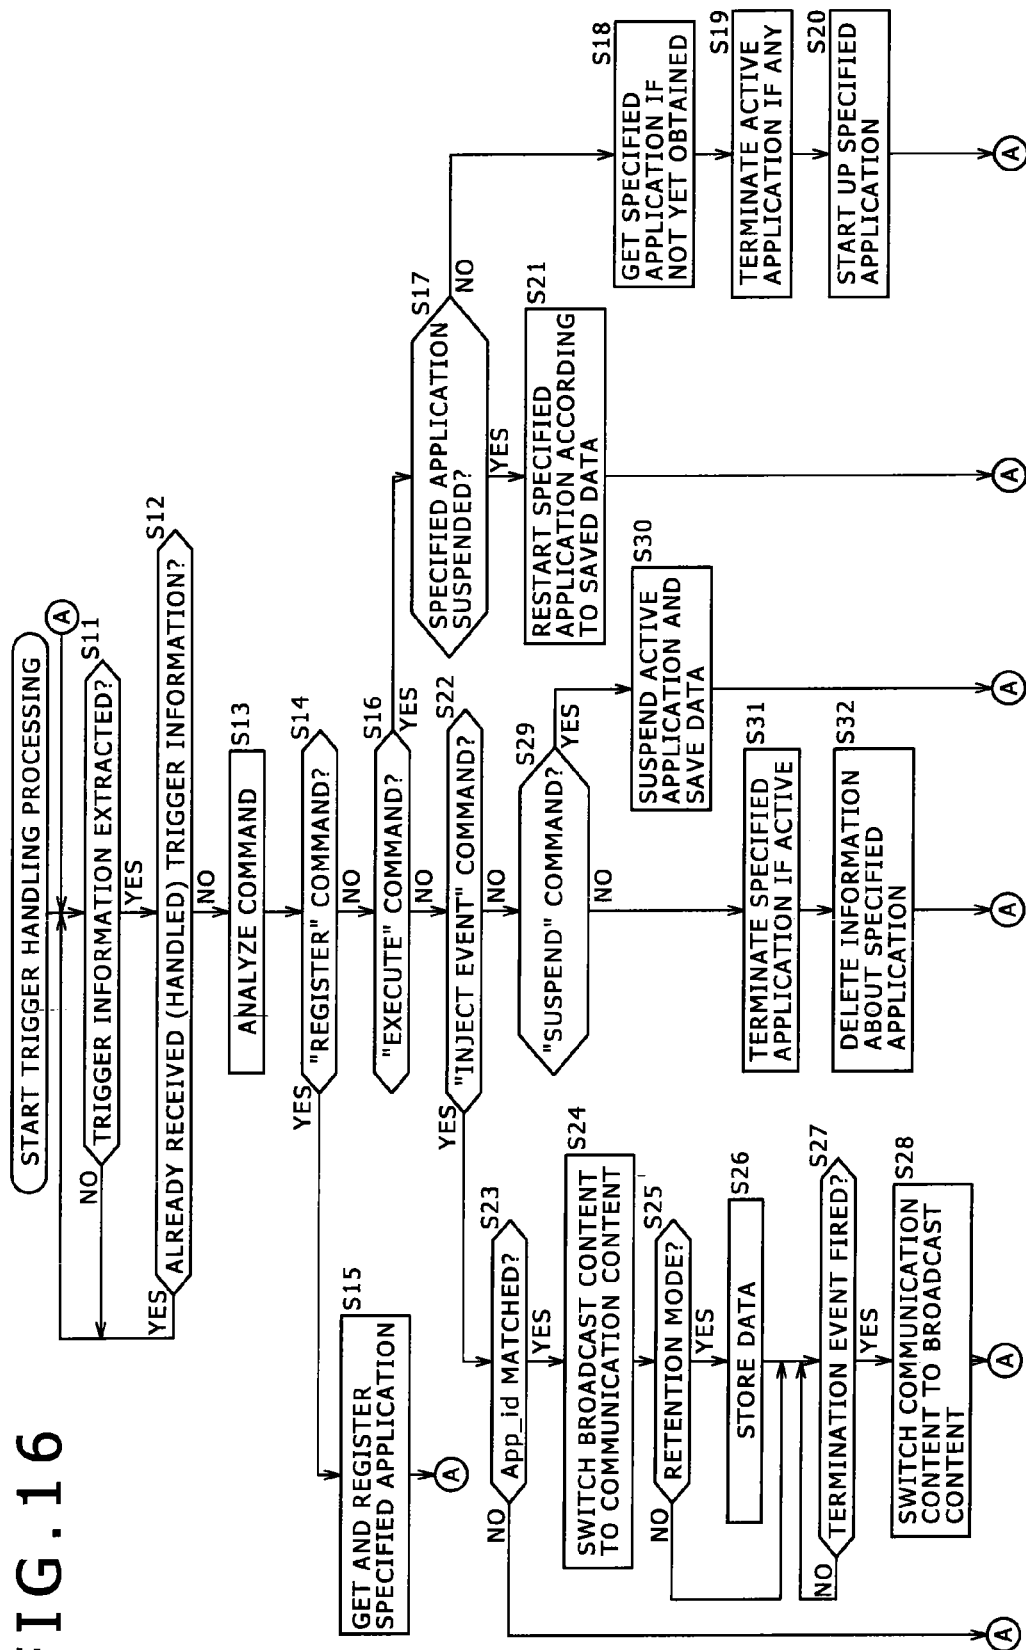 FIG.16
START TRIGGER HANDLING PROCESSING
A
S11
TRIGGER INFORMATION EXTRACTED?
NO
YES
S12
ALREADY RECEIVED (HANDLED) TRIGGER INFORMATION?
YES
NO
S13
ANALYZE COMMAND
S14
"REGISTER" COMMAND?
YES
NO
S15
GET AND REGISTER
SPECIFIED APPLICATION
A
S16
"EXECUTE" COMMAND?
YES
NO
S17
SPECIFIED APPLICATION
SUSPENDED?
NO
YES
S18
GET SPECIFIED
APPLICATION IF
NOT YET OBTAINED
S19
TERMINATE ACTIVE
APPLICATION IF ANY
S20
START UP SPECIFIED
APPLICATION
A
S21
RESTART SPECIFIED
APPLICATION ACCORDING
TO SAVED DATA
A
S22
"INJECT EVENT" COMMAND?
YES
NO
S23
App_id MATCHED?
NO
YES
A
S24
SWITCH BROADCAST CONTENT
TO COMMUNICATION CONTENT
S25
RETENTION MODE?
NO
YES
S26
STORE DATA
S27
TERMINATION EVENT FIRED?
NO
YES
S28
SWITCH COMMUNICATION
CONTENT TO BROADCAST
CONTENT
A
S29
"SUSPEND" COMMAND?
YES
NO
S30
SUSPEND ACTIVE
APPLICATION AND
SAVE DATA
A
S31
TERMINATE SPECIFIED
APPLICATION IF ACTIVE
S32
DELETE INFORMATION
ABOUT SPECIFIED
APPLICATION
A